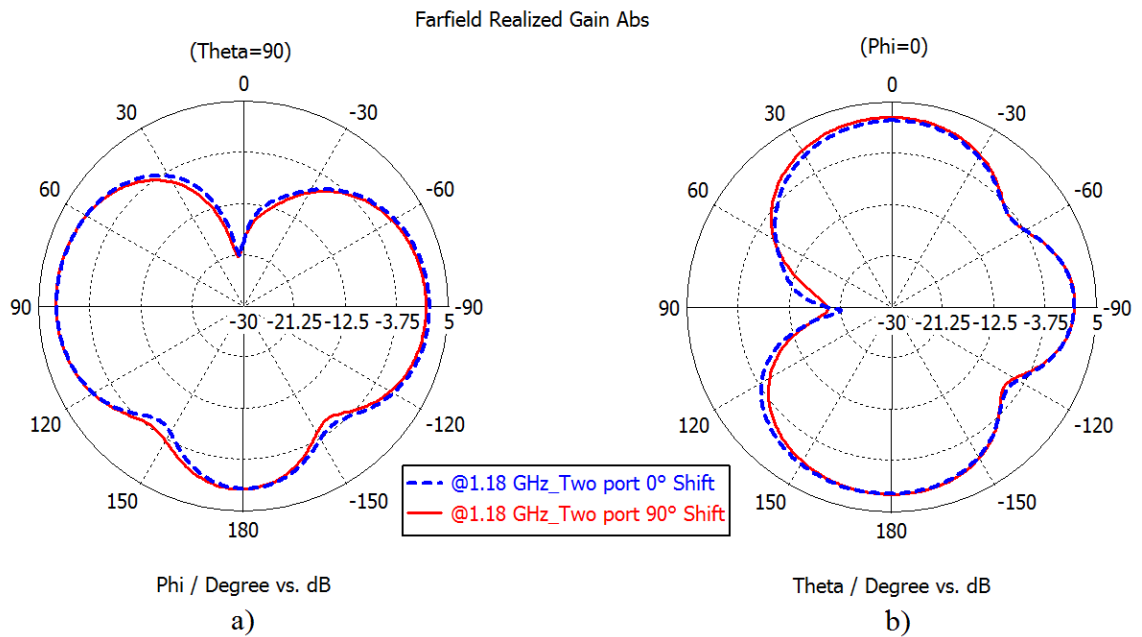 Farfield Realized Gain Abs
(Theta=90)
0
30
-30
60
-60
90
-30 -21.25 -12.5 -3.75 5
-90
120
-120
150
-150
180
Phi / Degree vs. dB
a)
(Phi=0)
0
30
-30
60
-60
90
-30 -21.25 -12.5 -3.75 5
-90
120
-120
150
-150
180
Theta / Degree vs. dB
b)
@1.18 GHz_Two port 0° Shift
@1.18 GHz_Two port 90° Shift